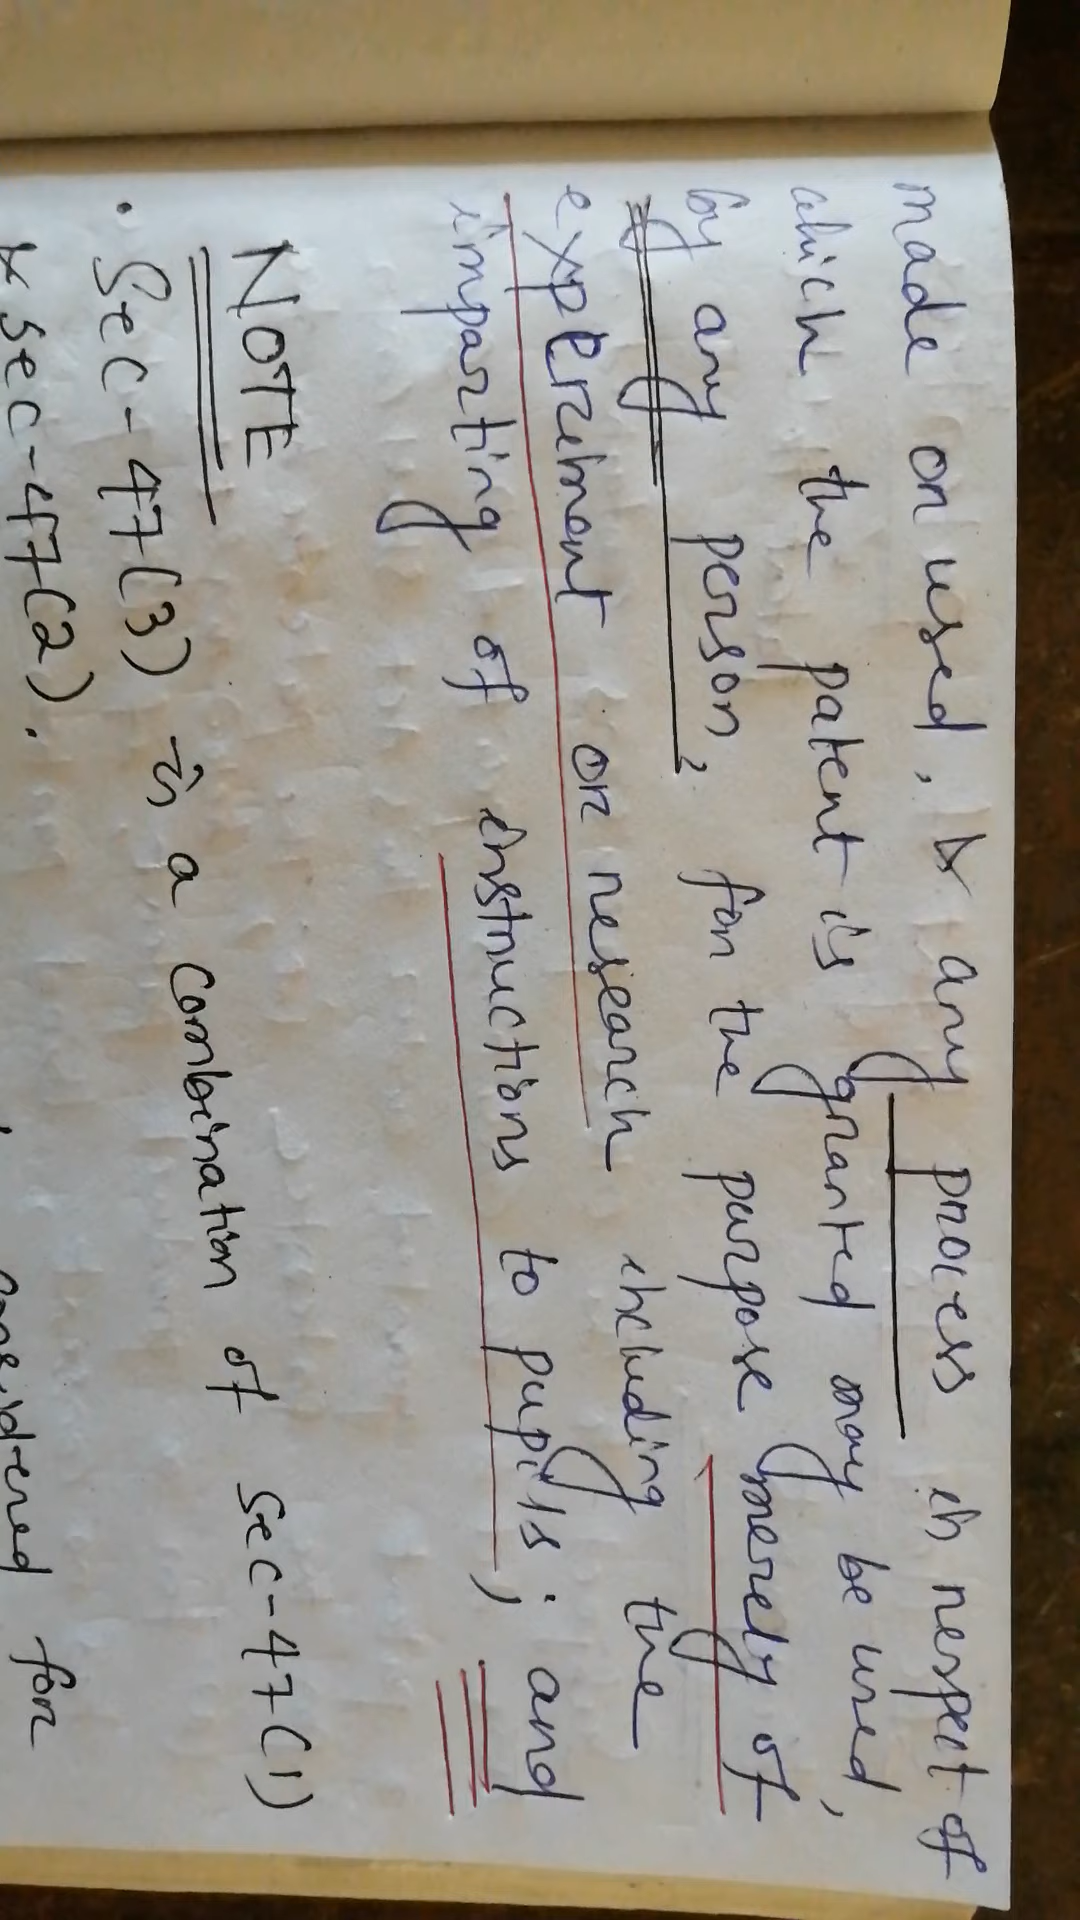 made or used, & any process in respect of
which the patent is granted may be used,
by any person, for the purpose merely of
experiment or research including the
imparting of instructions to pupils; and
NOTE
• Sec-47(3) is a combination of Sec-47(1)
& Sec-47(2).
considered for